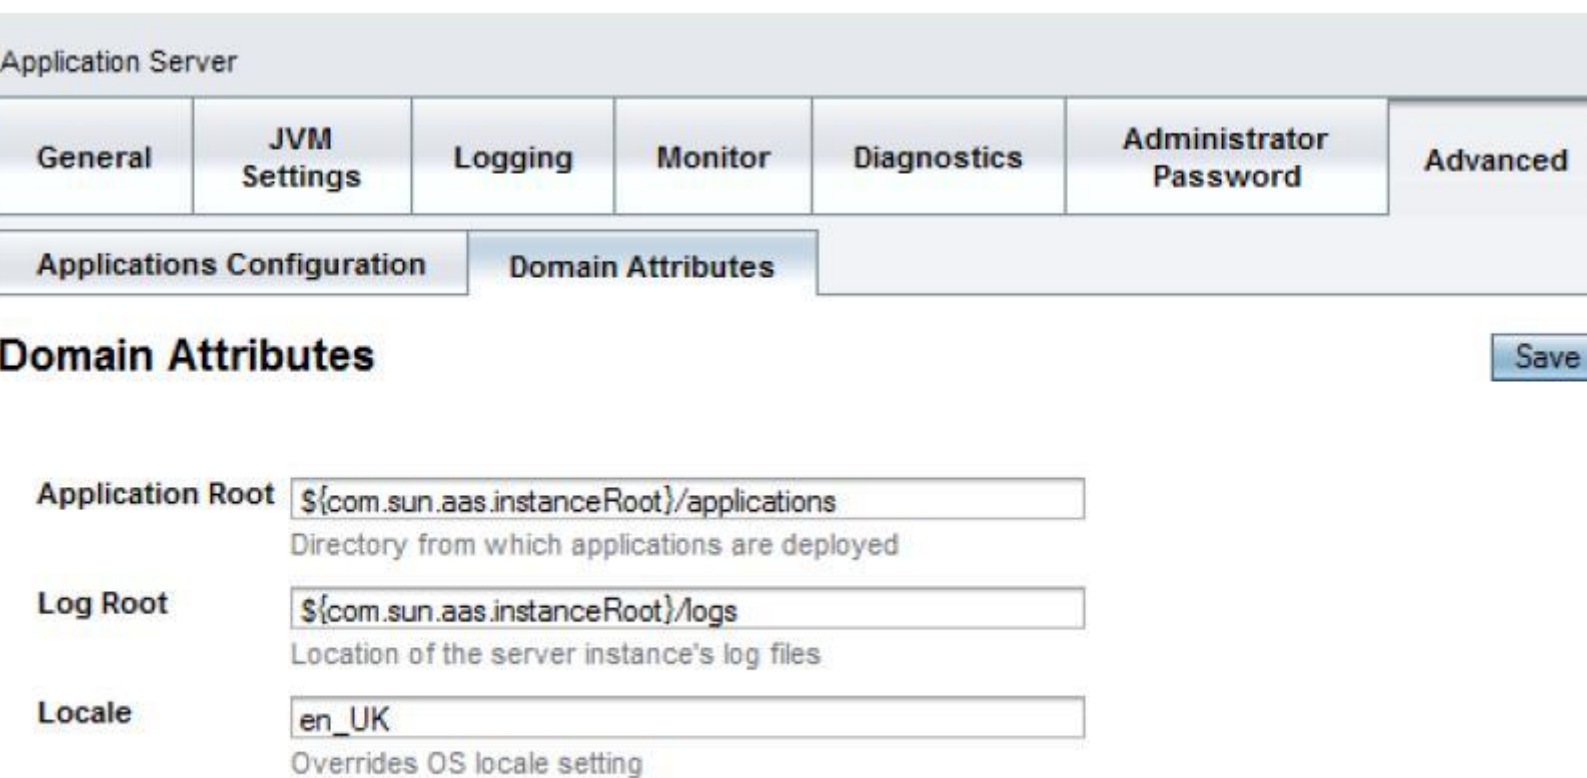 Application Server
General
JVM
Settings
Logging
Monitor
Diagnostics
Administrator
Password
Advanced
Applications Configuration
Domain Attributes
Domain Attributes
Save
Application Root
${com.sun.aas.instanceRoot}/applications
Directory from which applications are deployed
Log Root
${com.sun.aas.instanceRoot}/logs
Location of the server instance's log files
Locale
en_UK
Overrides OS locale setting